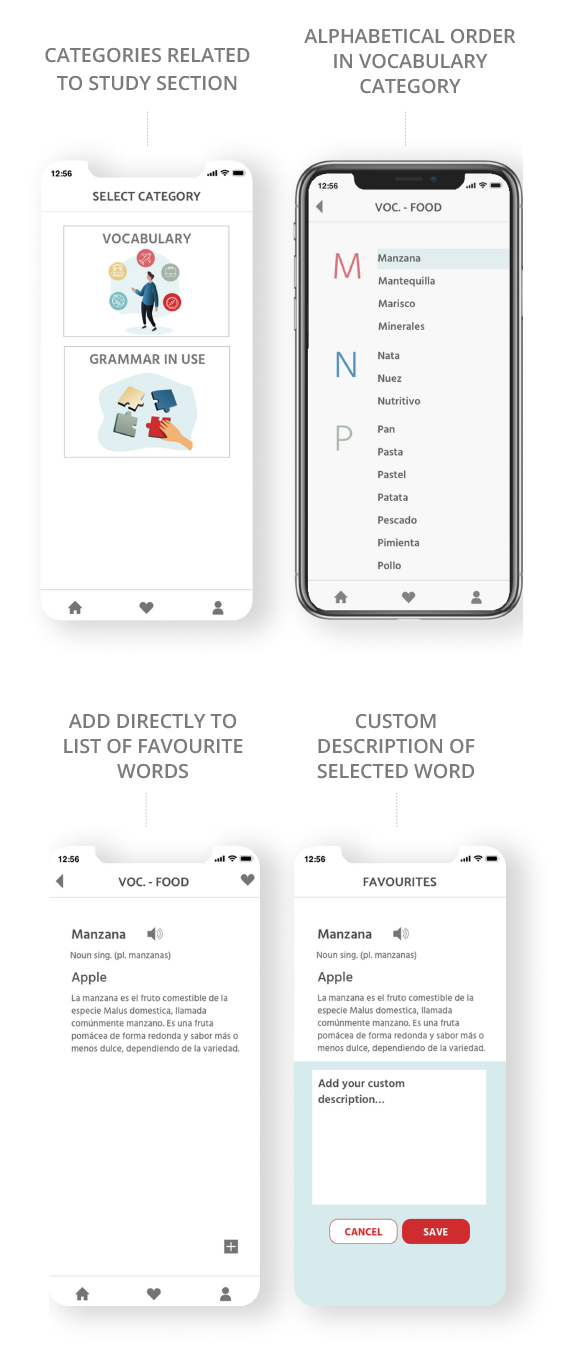 CATEGORIES RELATED
TO STUDY SECTION
12:56
SELECT CATEGORY
VOCABULARY
GRAMMAR IN USE
ALPHABETICAL ORDER
IN VOCABULARY
CATEGORY
12:56
VOC. - FOOD
M
Manzana
Mantequilla
Marisco
Minerales
N
Nata
Nuez
Nutritivo
P
Pan
Pasta
Pastel
Patata
Pescado
Pimienta
Pollo
ADD DIRECTLY TO
LIST OF FAVOURITE
WORDS
12:56
VOC. - FOOD
Manzana
Noun sing. (pl. manzanas)
Apple
La manzana es el fruto comestible de la
especie Malus domestica, llamada
comúnmente manzano. Es una fruta
pomácea de forma redonda y sabor más o
menos dulce, dependiendo de la variedad.
CUSTOM
DESCRIPTION OF
SELECTED WORD
12:56
FAVOURITES
Manzana
Noun sing. (pl. manzanas)
Apple
La manzana es el fruto comestible de la
especie Malus domestica, llamada
comúnmente manzano. Es una fruta
pomácea de forma redonda y sabor más o
menos dulce, dependiendo de la variedad.
Add your custom
description...
CANCEL
SAVE